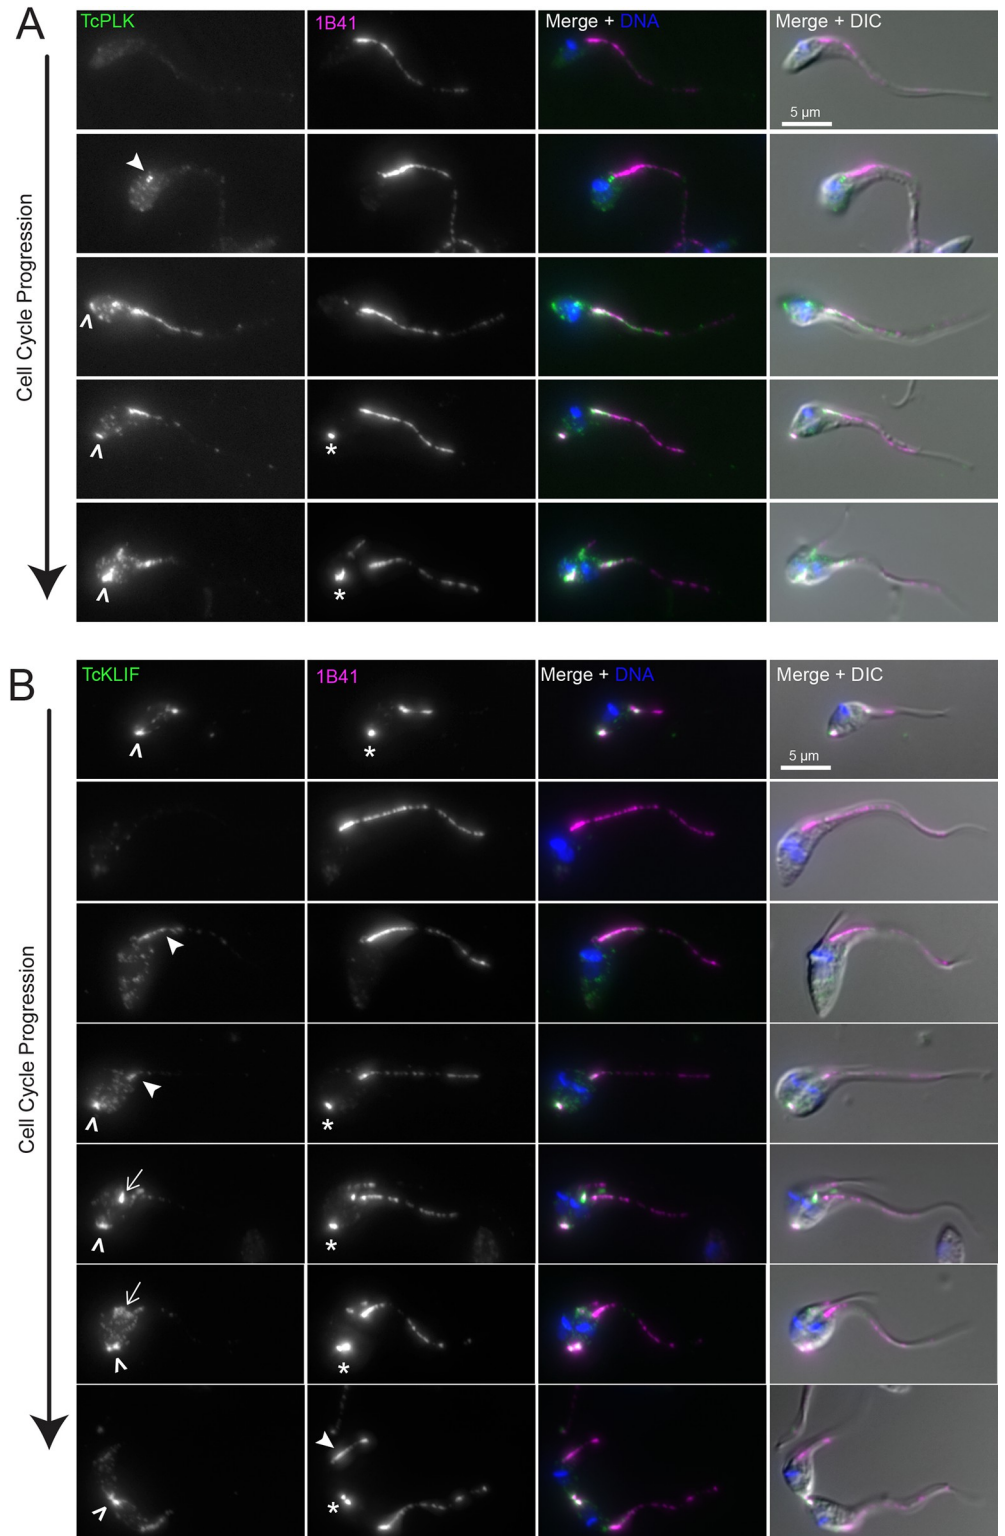 A
TcPLK
1B41
Merge + DNA
Merge + DIC
5 µm
*
*
Cell Cycle Progression
B
TcKLIF
1B41
Merge + DNA
Merge + DIC
5 µm
*
*
*
*
*
Cell Cycle Progression